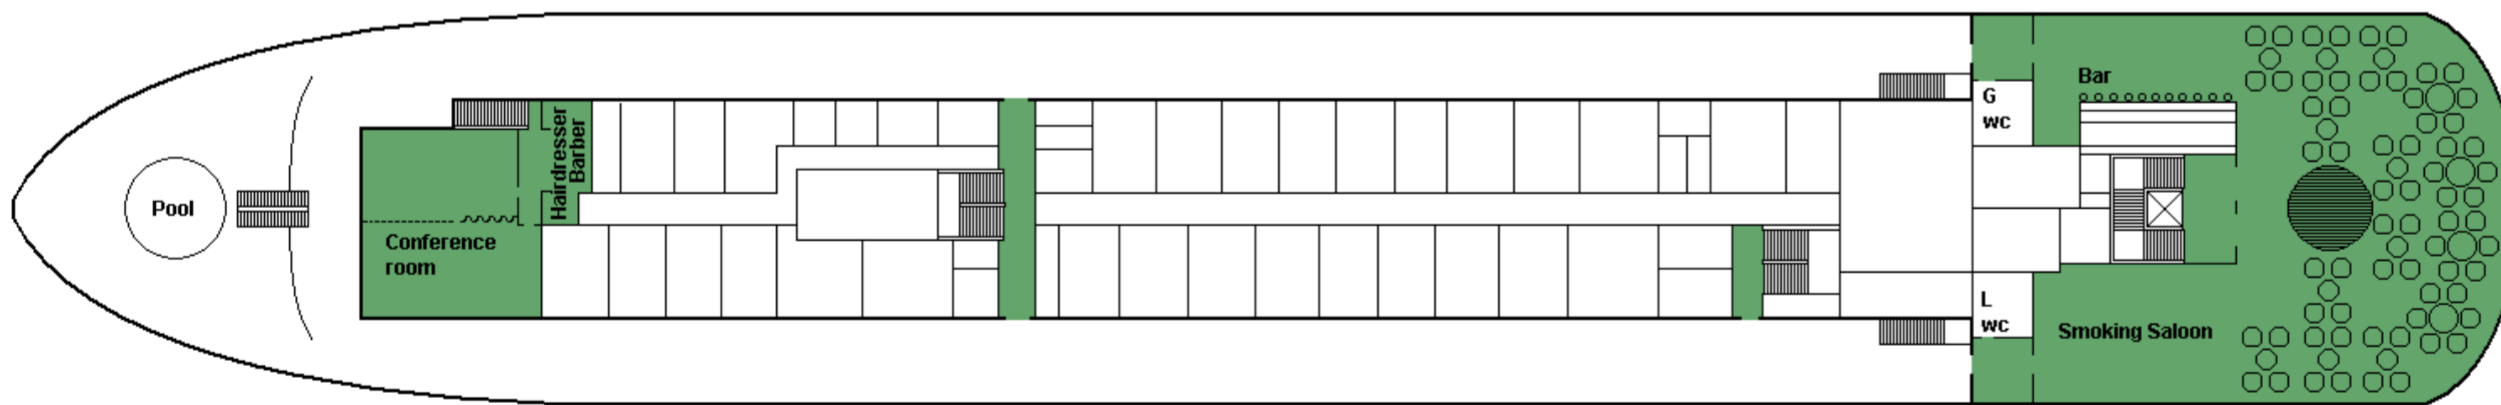 Pool
Conference
room
Hairdresser
Barber
G
WC
Bar
L
WC
Smoking Saloon